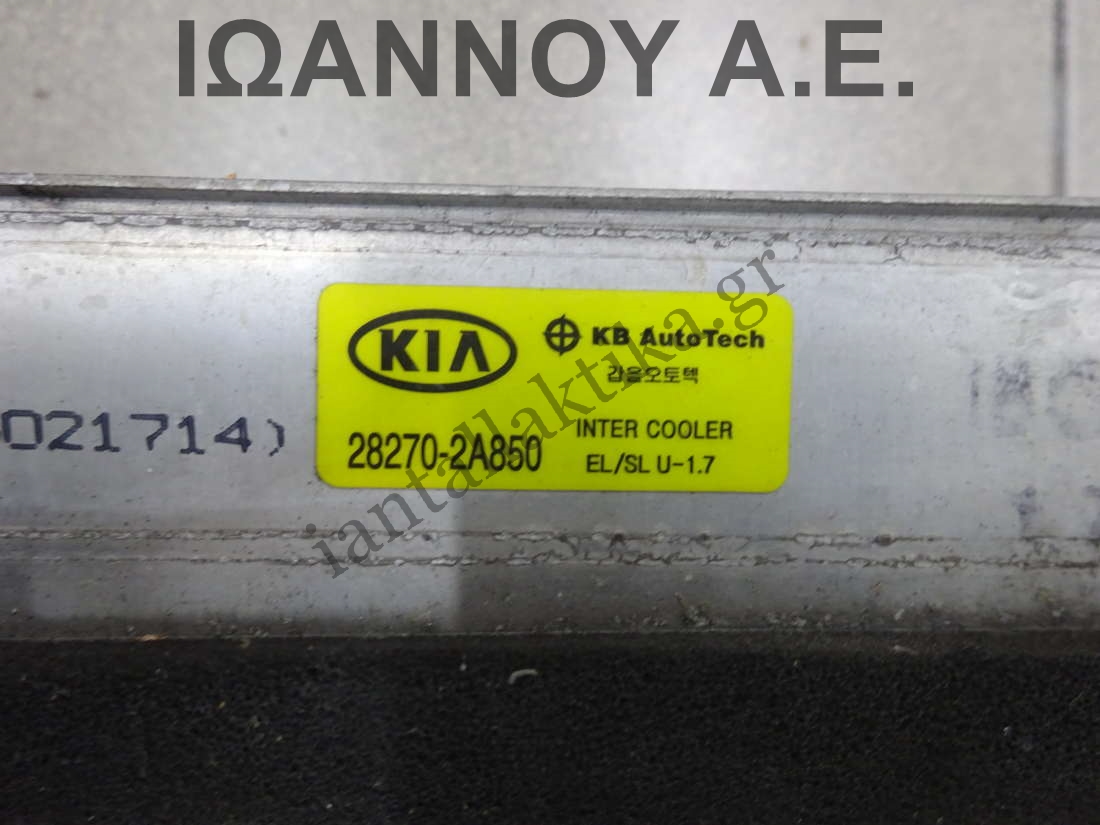 ΙΩΑΝΝΟΥ Α.Ε.
KIA
KB AutoTech
갑을오토텍
28270-2A850
INTER COOLER
EL/SL U-1.7
021714)
iantallaktika.gr